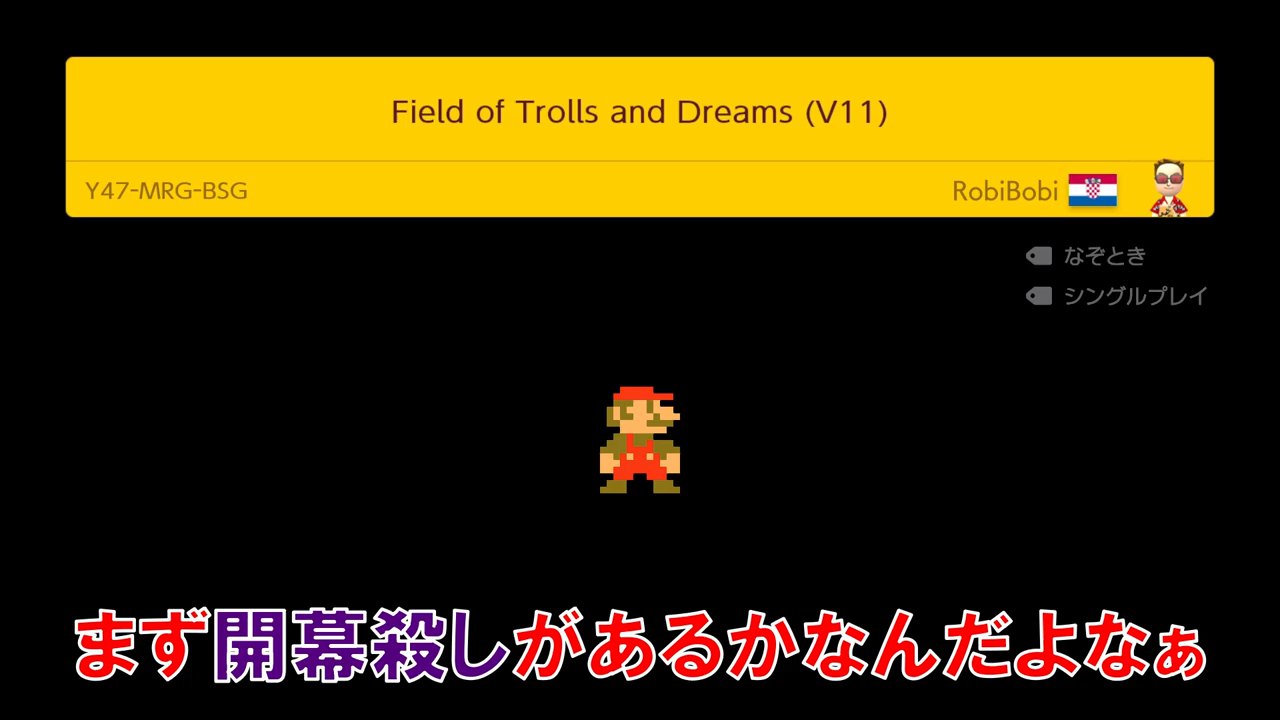 Field of Trolls and Dreams (V11)
Y47-MRG-BSG
RobiBobi
なぞとき
シングルプレイ
まず開幕殺しがあるかなんだよなぁ